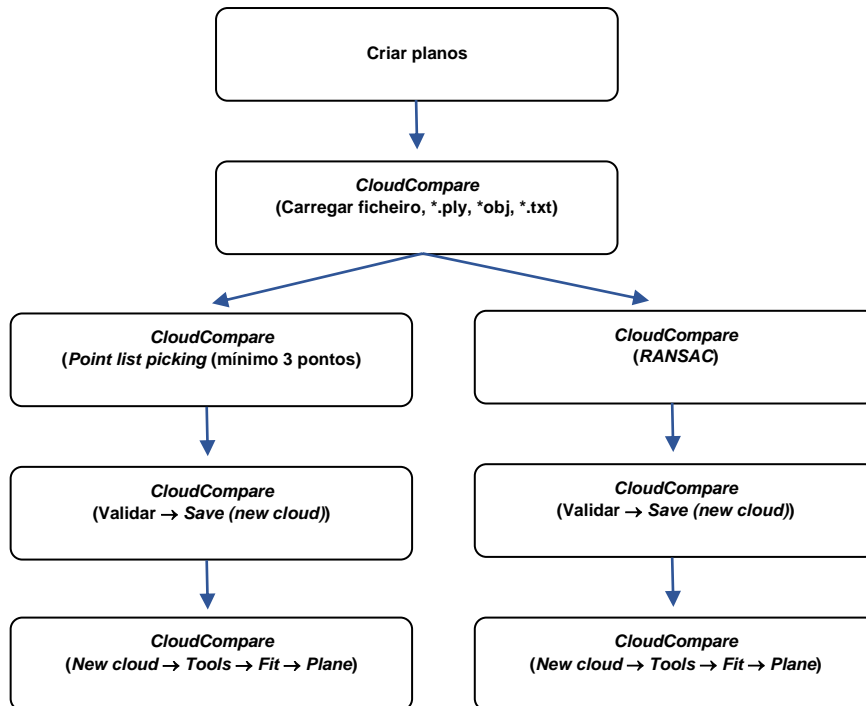 Criar planos
CloudCompare
(Carregar ficheiro, *.ply, *obj, *.txt)
CloudCompare
(Point list picking (mínimo 3 pontos)
CloudCompare
(RANSAC)
CloudCompare
(Validar → Save (new cloud))
CloudCompare
(Validar → Save (new cloud))
CloudCompare
(New cloud → Tools → Fit → Plane)
CloudCompare
(New cloud → Tools → Fit → Plane)